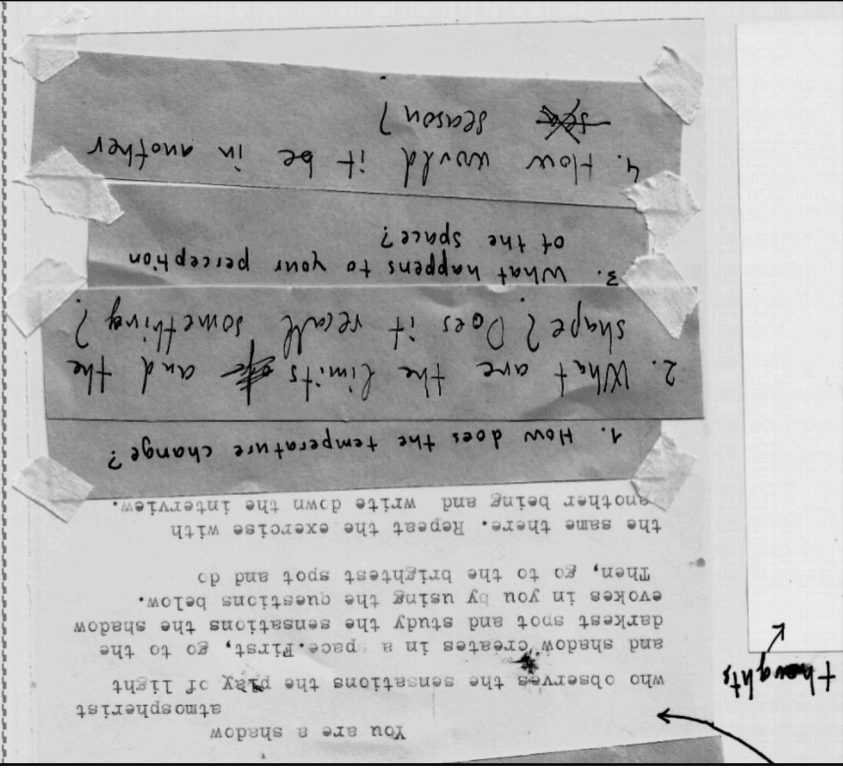 You are a shadow
atmospherist
who observes the sensations the play of light
and shadow creates in a space.First, go to the
darkest spot and study the sensations the shadow
evokes in you by using the questions below.
Then, go to the brightest spot and do
the same there. Repeat the exercise with
another being and write down the interview.
1. How does the temperature change?
2. What are the limits and the
shape? Does it recall something?
3. What happens to your perception
of the space?
4. How would it be in another
season?
thoughts